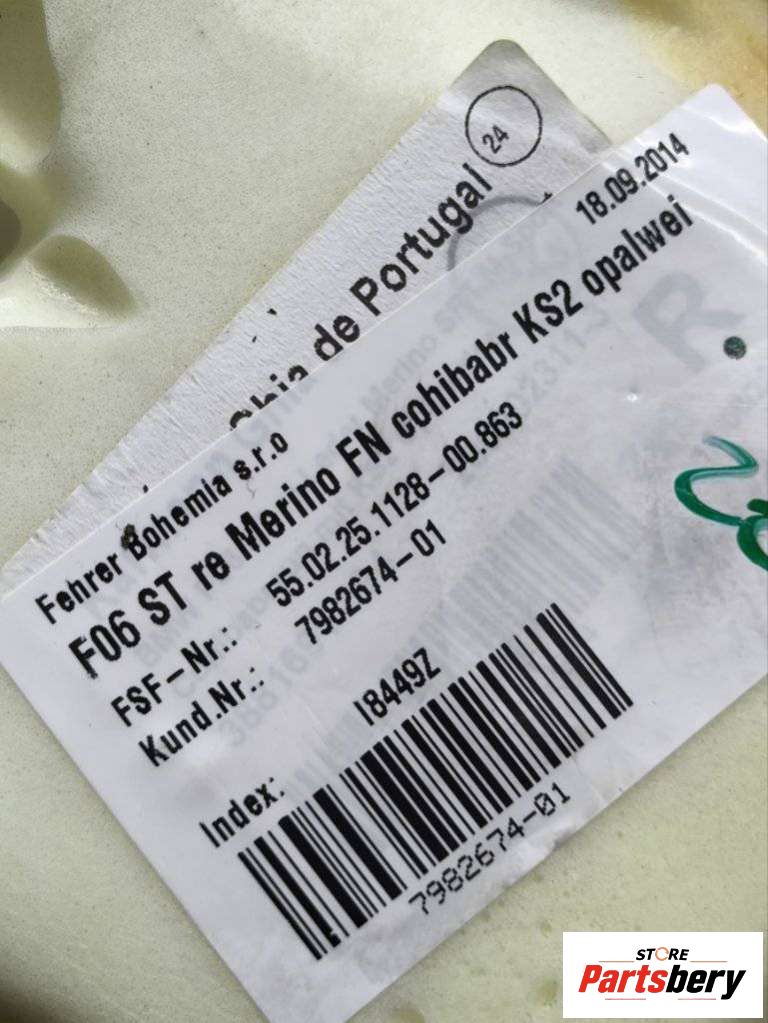 24
de Portugal
18.09.2014
Fehrer Bohemia s.r.o
F06 ST re Merino FN cohibabr KS2 opalwei
FSF-Nr.: 55.02.25.1128-00.863
Kund.Nr.: 7982674-01
R
Index: I8449Z
7982674-01
STORE
Partsbery